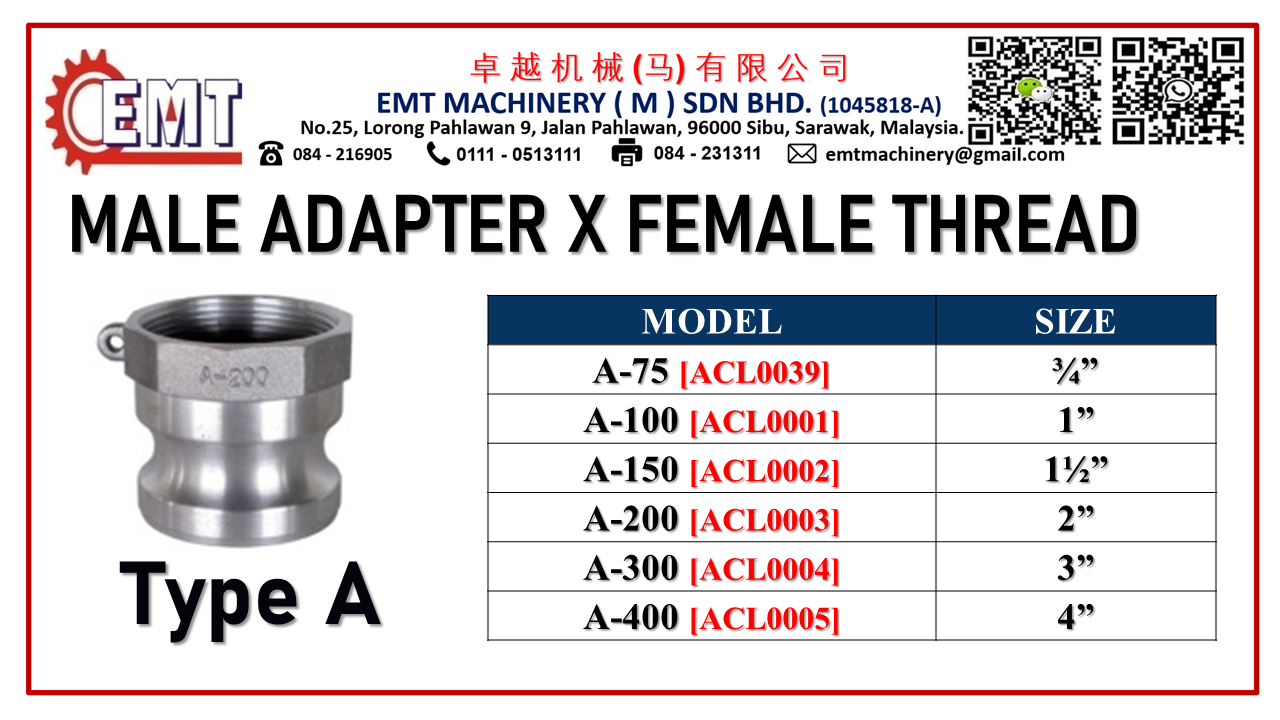 EMT
卓越机械(马)有限公司
EMT MACHINERY ( M ) SDN BHD. (1045818-A)
No.25, Lorong Pahlawan 9, Jalan Pahlawan, 96000 Sibu, Sarawak, Malaysia.
084 - 216905 0111 - 0513111 084 - 231311 emtmachinery@gmail.com
MALE ADAPTER X FEMALE THREAD
A-200
Type A
MODEL SIZE
A-75 [ACL0039] ¾”
A-100 [ACL0001] 1”
A-150 [ACL0002] 1½”
A-200 [ACL0003] 2”
A-300 [ACL0004] 3”
A-400 [ACL0005] 4”